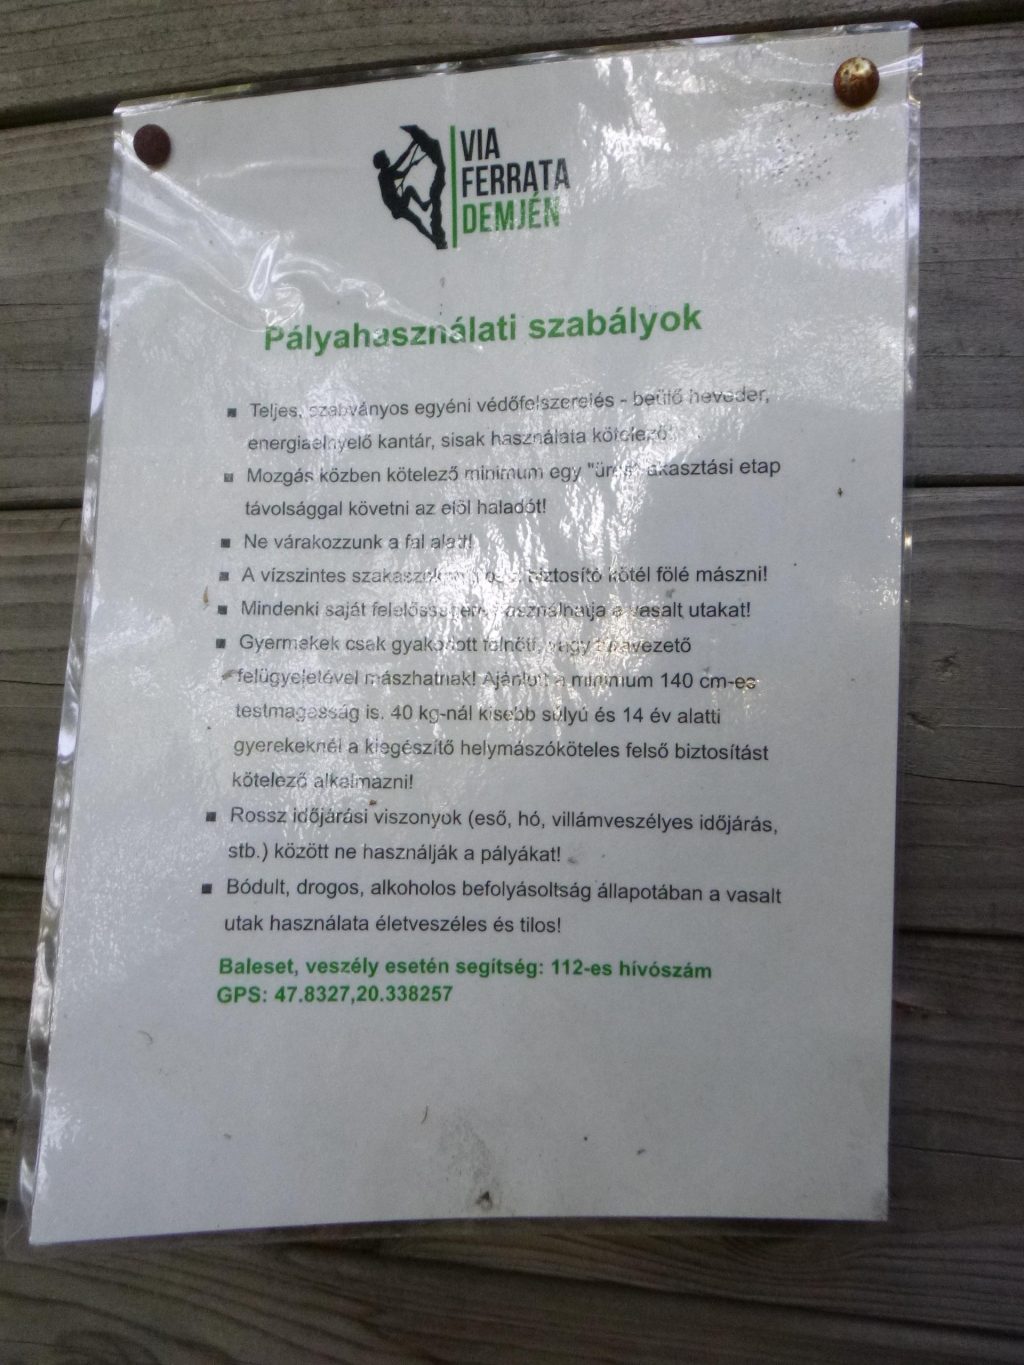 VIA
FERRATA
DEMJÉN
Pályahasználati szabályok
Teljes, szabványos egyéni védőfelszerelés - beülő heveder,
energiaelnyelő kantár, sisak használata kötelező!
Mozgás közben kötelező minimum egy "üres" akasztási etap
távolsággal követni az elöl haladót!
Ne várakozzunk a fal alatt!
A vízszintes szakaszokon biztosító kötél fölé mászni!
Mindenki saját felelősségére használhatja a vasalt utakat!
Gyermekek csak gyakorlott felnőtt, vagy túravezető
felügyeletével mászhatnak! Ajánlott a minimum 140 cm-es
testmagasság is. 40 kg-nál kisebb súlyú és 14 év alatti
gyerekeknél a kiegészítő helymászóköteles felső biztosítást
kötelező alkalmazni!
Rossz időjárási viszonyok (eső, hó, villámveszélyes időjárás,
stb.) között ne használják a pályákat!
Bódult, drogos, alkoholos befolyásoltság állapotában a vasalt
utak használata életveszéles és tilos!
Baleset, veszély esetén segítség: 112-es hívószám
GPS: 47.8327,20.338257